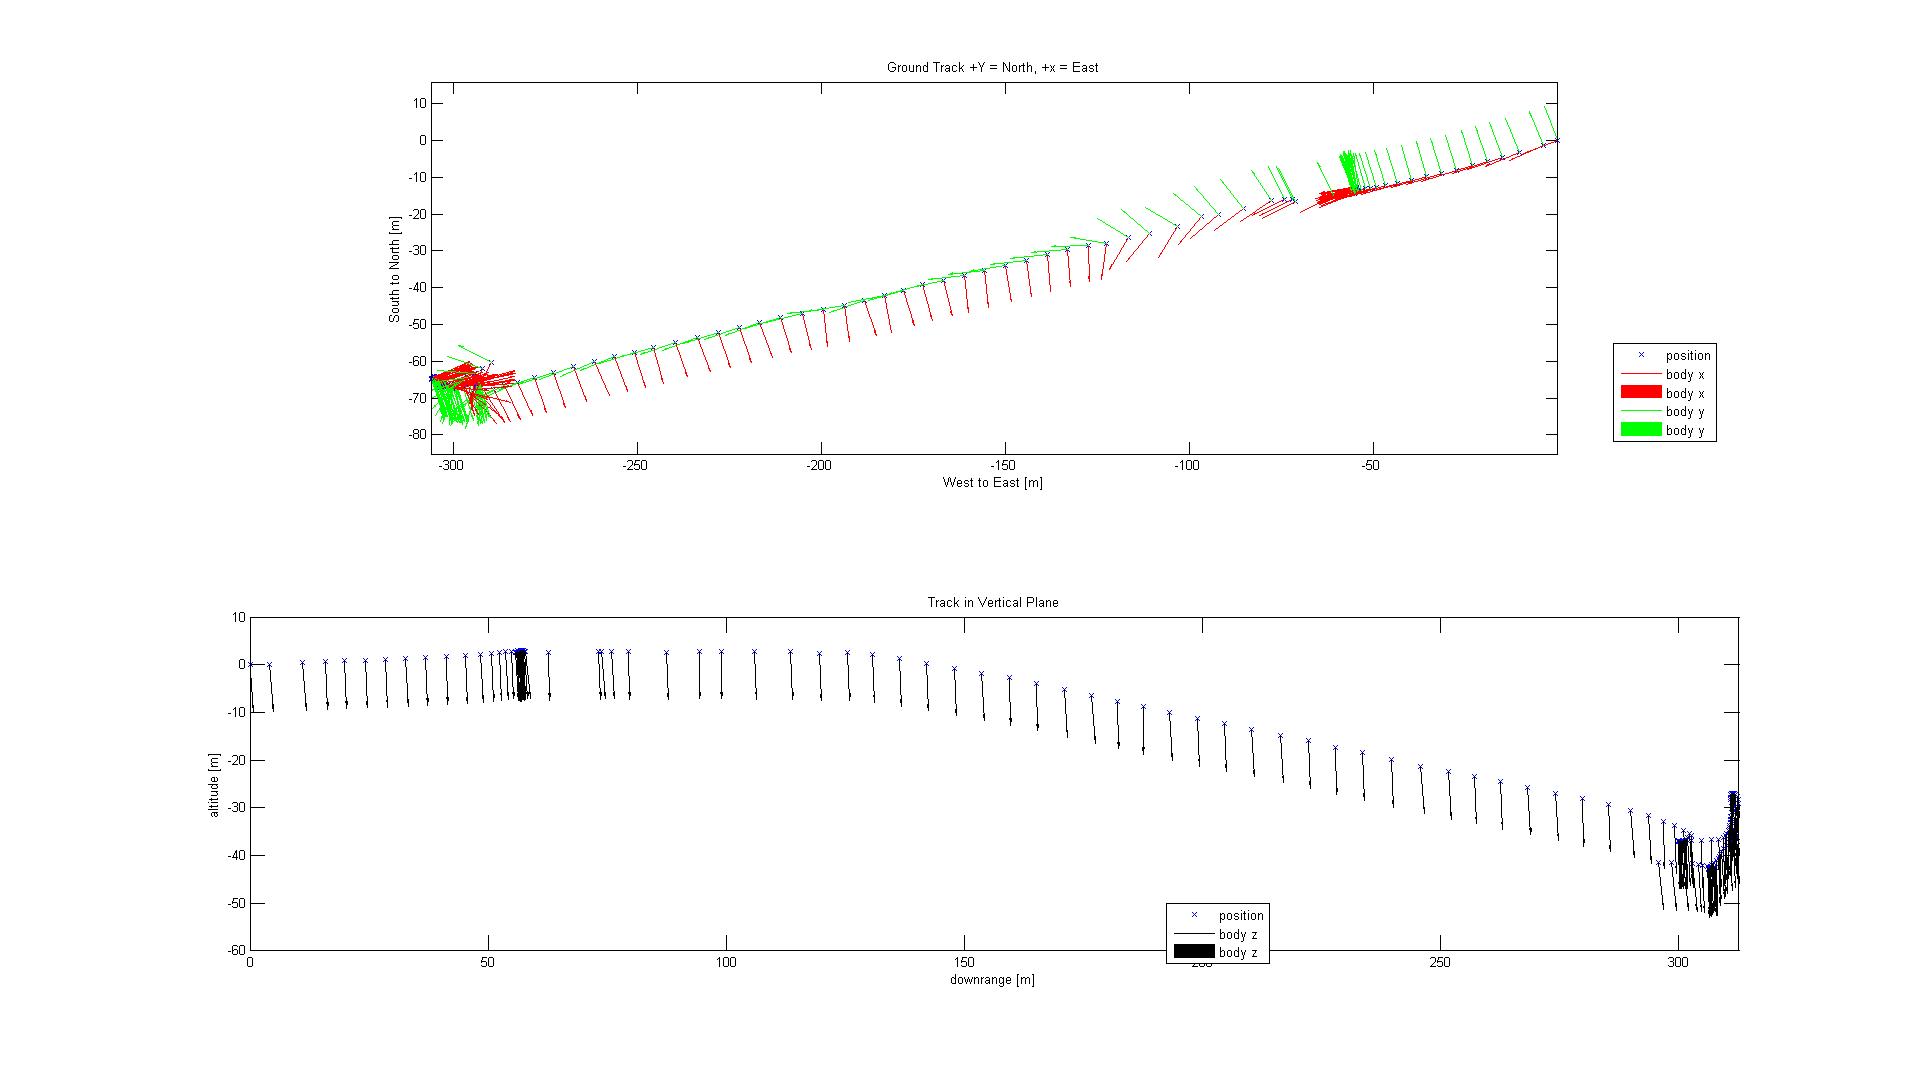 Ground Track +Y = North, +x = East
10
0
-10
-20
-30
-40
-50
-60
-70
-80
South to North [m]
-300
-250
-200
-150
-100
-50
West to East [m]
position
body x
body x
body y
body y
Track in Vertical Plane
10
0
-10
-20
-30
-40
-50
-60
altitude [m]
0
50
100
150
250
300
downrange [m]
position
body z
body z